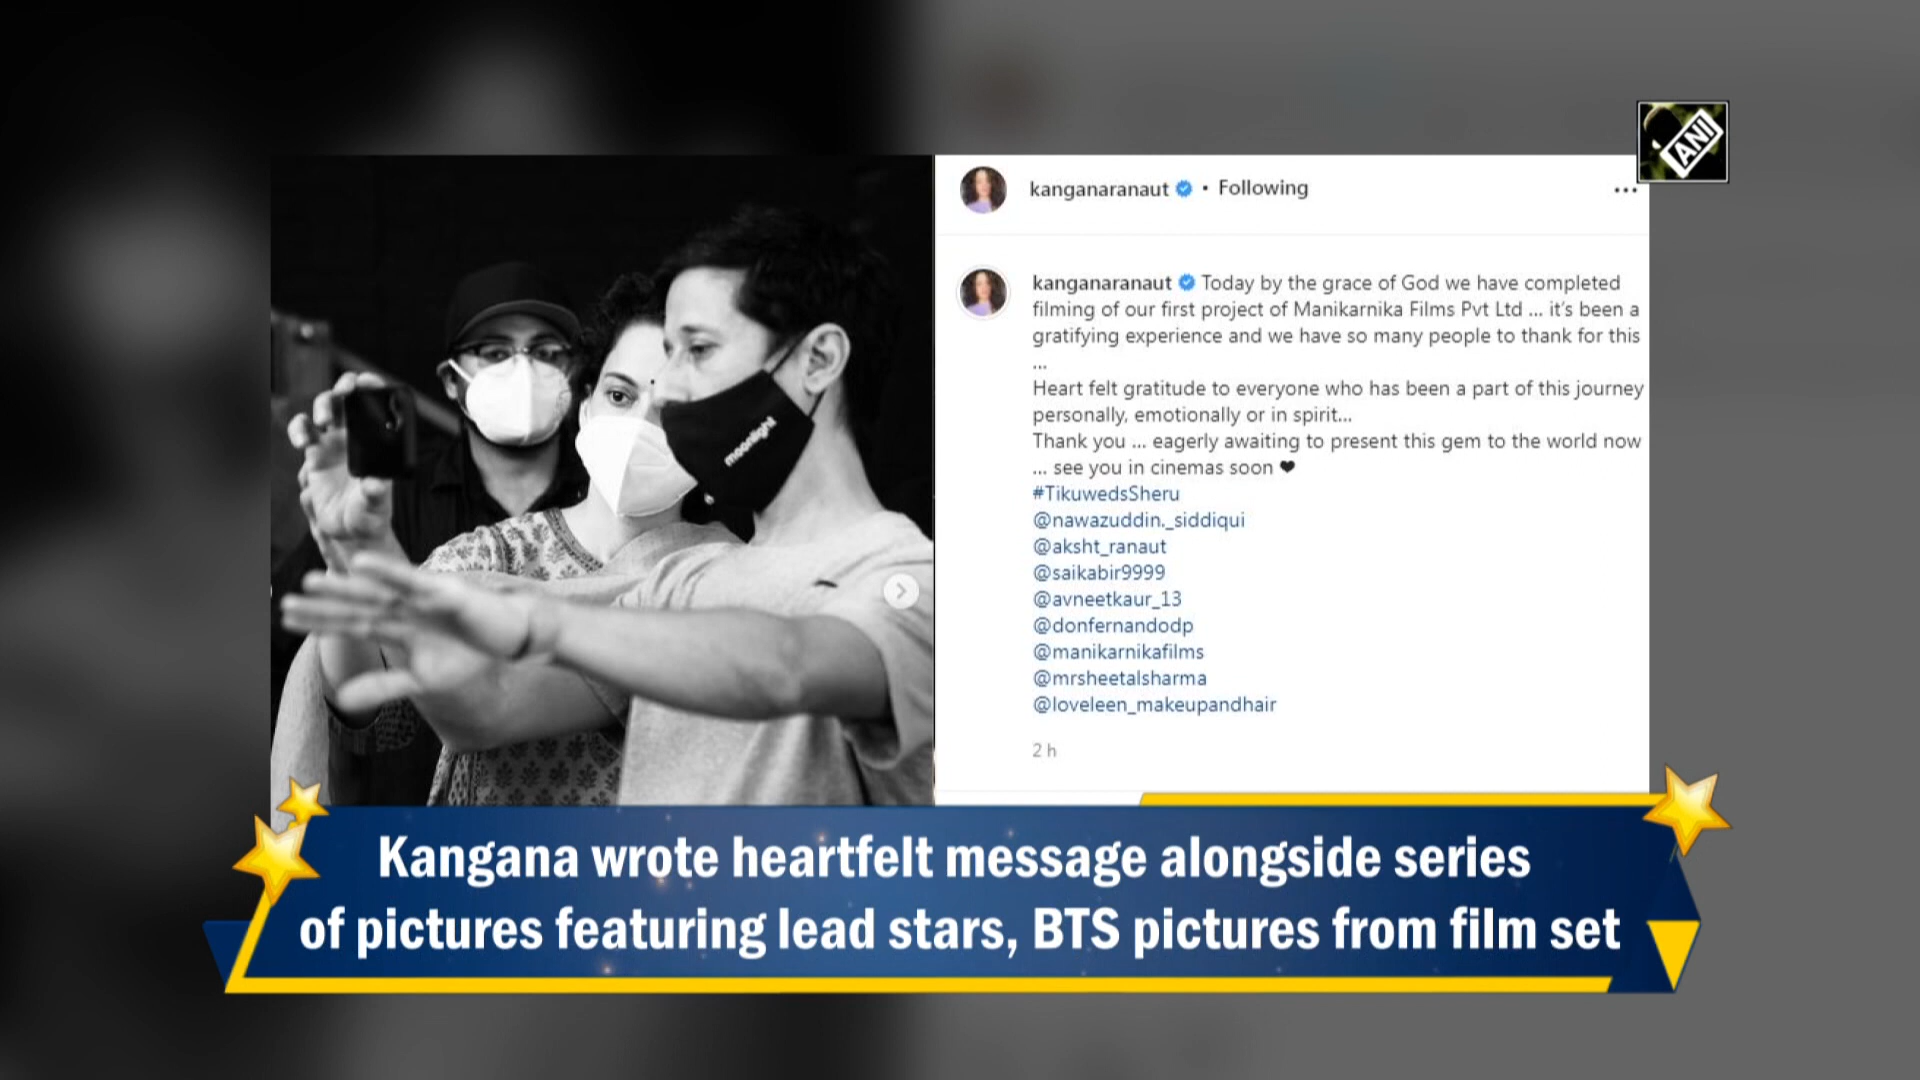 ANI
kanganaranaut • Following
kanganaranaut Today by the grace of God we have completed
filming of our first project of Manikarnika Films Pvt Ltd ... it's been a
gratifying experience and we have so many people to thank for this
...
Heart felt gratitude to everyone who has been a part of this journey
personally, emotionally or in spirit...
Thank you ... eagerly awaiting to present this gem to the world now
... see you in cinemas soon ❤
#TikuwedsSheru
@nawazuddin._siddiqui
@aksht_ranaut
@saikabir9999
@avneetkaur_13
@donfernandodp
@manikarnikafilms
@mrsheetalsharma
@loveleen_makeupandhair
2 h
moonlight
Kangana wrote heartfelt message alongside series
of pictures featuring lead stars, BTS pictures from film set